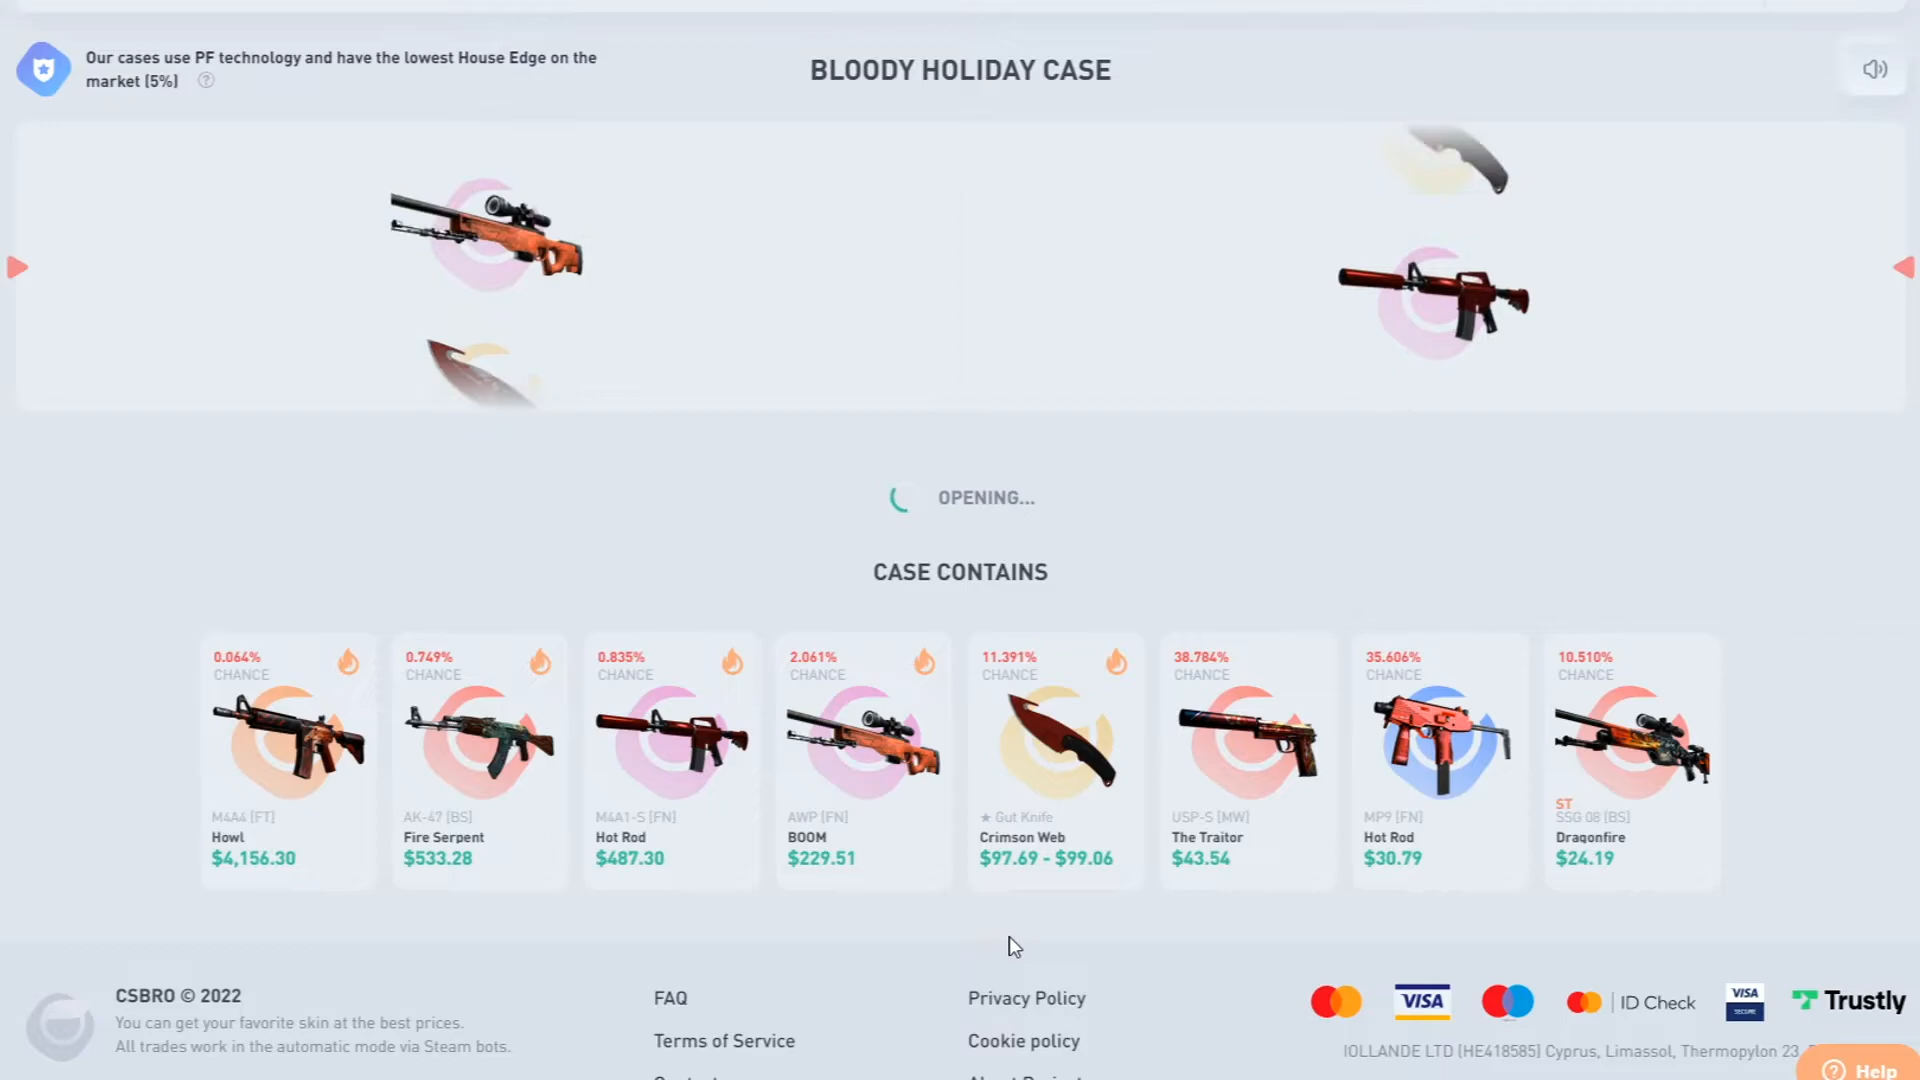 Our cases use PF technology and have the lowest House Edge on the
market (5%) ?
BLOODY HOLIDAY CASE
OPENING...
CASE CONTAINS
0.064%
CHANCE
M4A4 (FT)
Howl
$4,156.30
0.749%
CHANCE
AK-47 (BS)
Fire Serpent
$533.28
0.835%
CHANCE
M4A1-S (FN)
Hot Rod
$487.30
2.061%
CHANCE
AWP (FN)
BOOM
$229.51
11.391%
CHANCE
★ Gut Knife
Crimson Web
$97.69 - $99.06
38.784%
CHANCE
USP-S (MW)
The Traitor
$43.54
35.606%
CHANCE
MP9 (FN)
Hot Rod
$30.79
10.510%
CHANCE
ST
SSG 08 (BS)
Dragonfire
$24.19
CSBRO © 2022
You can get your favorite skin at the best prices.
All trades work in the automatic mode via Steam bots.
FAQ
Terms of Service
Privacy Policy
Cookie policy
VISA
ID Check
VISA
SECURE
Trustly
IOLLANDE LTD (HE418585) Cyprus, Limassol, Thermopylon 23,
? Help